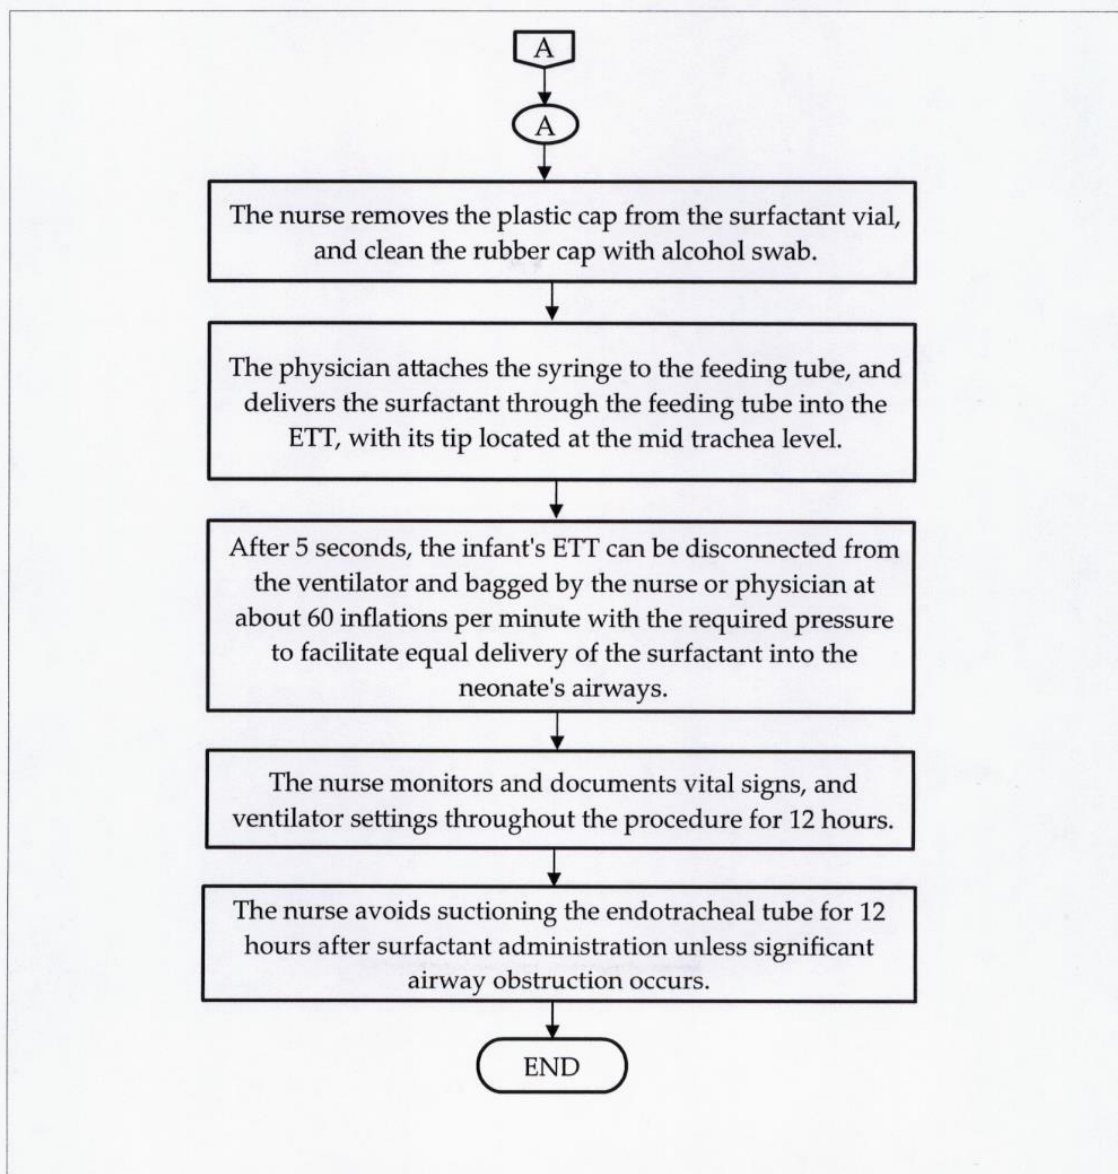 A
A
The nurse removes the plastic cap from the surfactant vial,
and clean the rubber cap with alcohol swab.
The physician attaches the syringe to the feeding tube, and
delivers the surfactant through the feeding tube into the
ETT, with its tip located at the mid trachea level.
After 5 seconds, the infant's ETT can be disconnected from
the ventilator and bagged by the nurse or physician at
about 60 inflations per minute with the required pressure
to facilitate equal delivery of the surfactant into the
neonate's airways.
The nurse monitors and documents vital signs, and
ventilator settings throughout the procedure for 12 hours.
The nurse avoids suctioning the endotracheal tube for 12
hours after surfactant administration unless significant
airway obstruction occurs.
END